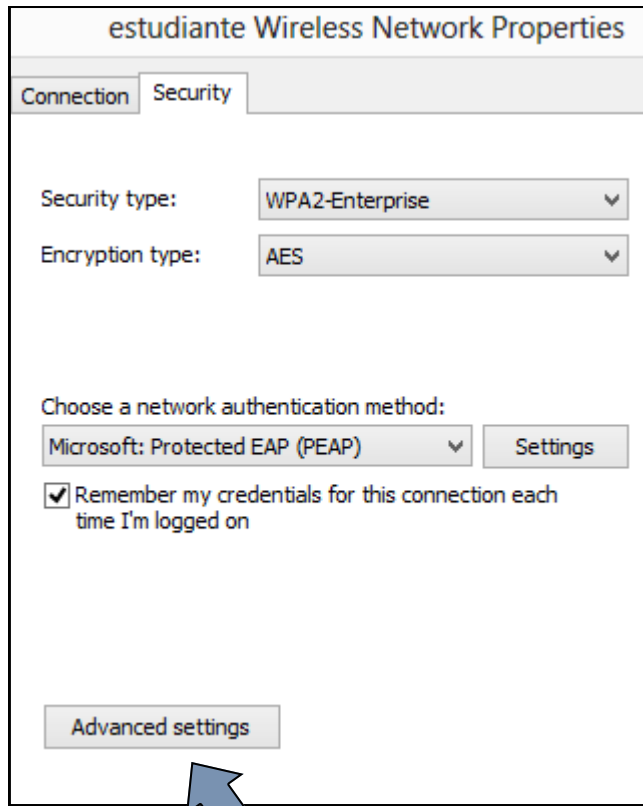 estudiante Wireless Network Properties
Connection Security
Security type: WPA2-Enterprise
Encryption type: AES
Choose a network authentication method:
Microsoft: Protected EAP (PEAP) Settings
Remember my credentials for this connection each
time I'm logged on
Advanced settings